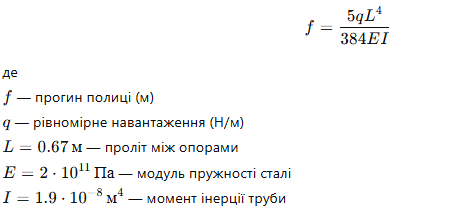 f = 5qL⁴ / 384EI
де
f — прогин полиці (м)
q — рівномірне навантаження (Н/м)
L = 0.67 м — проліт між опорами
E = 2 · 10¹¹ Па — модуль пружності сталі
I = 1.9 · 10⁻⁸ м⁴ — момент інерції труби